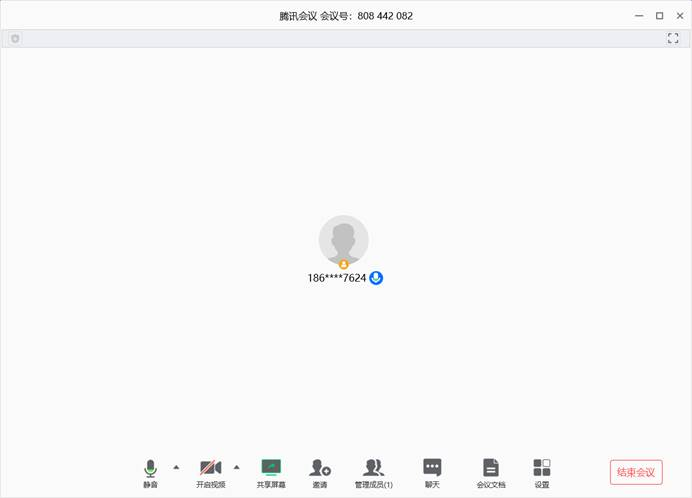 腾讯会议 会议号：808 442 082
186****7624
静音
开启视频
共享屏幕
邀请
管理成员(1)
聊天
会议文档
设置
结束会议